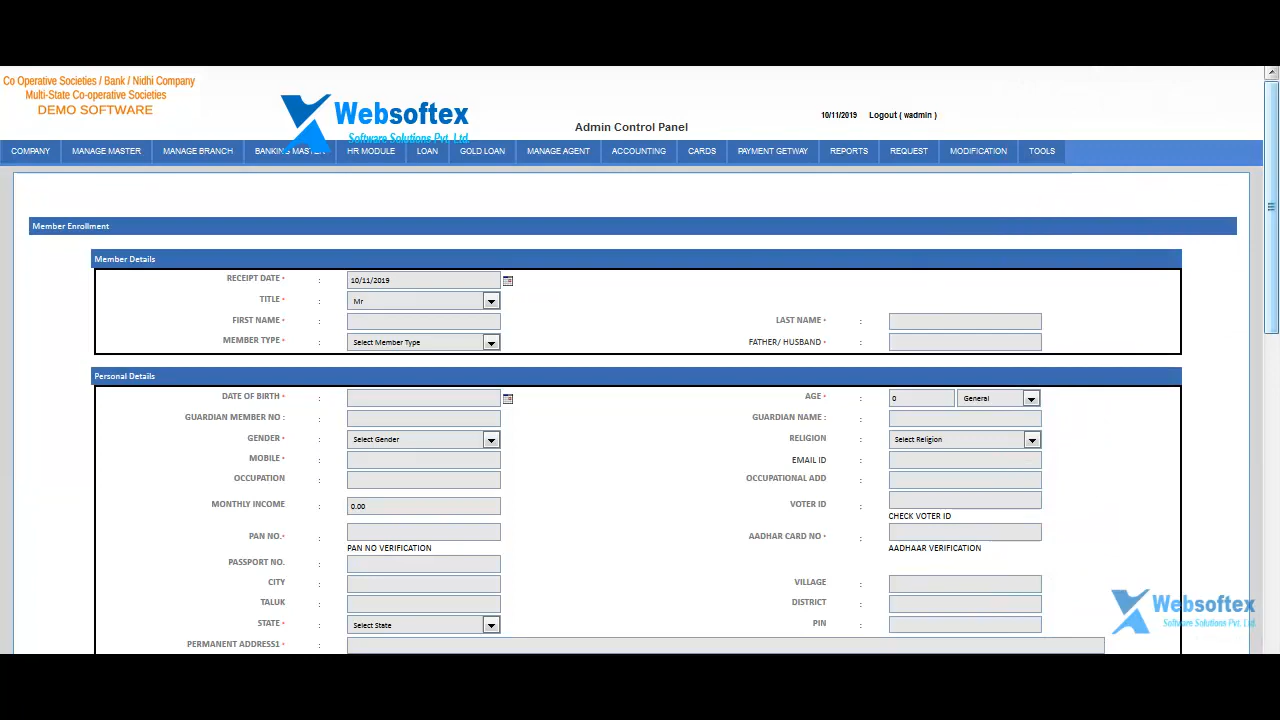 Co Operative Societies / Bank / Nidhi Company
Multi-State Co-operative Societies
DEMO SOFTWARE
Websoftex
Software Solutions Pvt. Ltd.
Admin Control Panel
10/11/2019 Logout ( wadmin )
COMPANY MANAGE MASTER MANAGE BRANCH BANKING MASTER HR MODULE LOAN GOLD LOAN MANAGE AGENT ACCOUNTING CARDS PAYMENT GETWAY REPORTS REQUEST MODIFICATION TOOLS
Member Enrollment
Member Details
RECEIPT DATE * : 10/11/2019
TITLE * : Mr
FIRST NAME * : LAST NAME * :
MEMBER TYPE * : Select Member Type FATHER/ HUSBAND * :
Personal Details
DATE OF BIRTH * : AGE * : 0 General
GUARDIAN MEMBER NO : : GUARDIAN NAME : :
GENDER * : Select Gender RELIGION : Select Religion
MOBILE * : EMAIL ID :
OCCUPATION : OCCUPATIONAL ADD :
MONTHLY INCOME : 0.00 VOTER ID :
CHECK VOTER ID
PAN NO.* : AADHAR CARD NO * :
PAN NO VERIFICATION AADHAAR VERIFICATION
PASSPORT NO. :
CITY : VILLAGE :
TALUK : DISTRICT :
STATE * : Select State PIN :
PERMANENT ADDRESS1 * :
Websoftex
Software Solutions Pvt. Ltd.